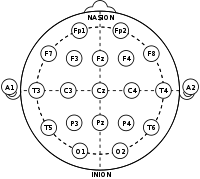 NASION
Fp1 Fp2
F7 F3 Fz F4 F8
A1 T3 C3 Cz C4 T4 A2
T5 P3 Pz P4 T6
O1 O2
INION